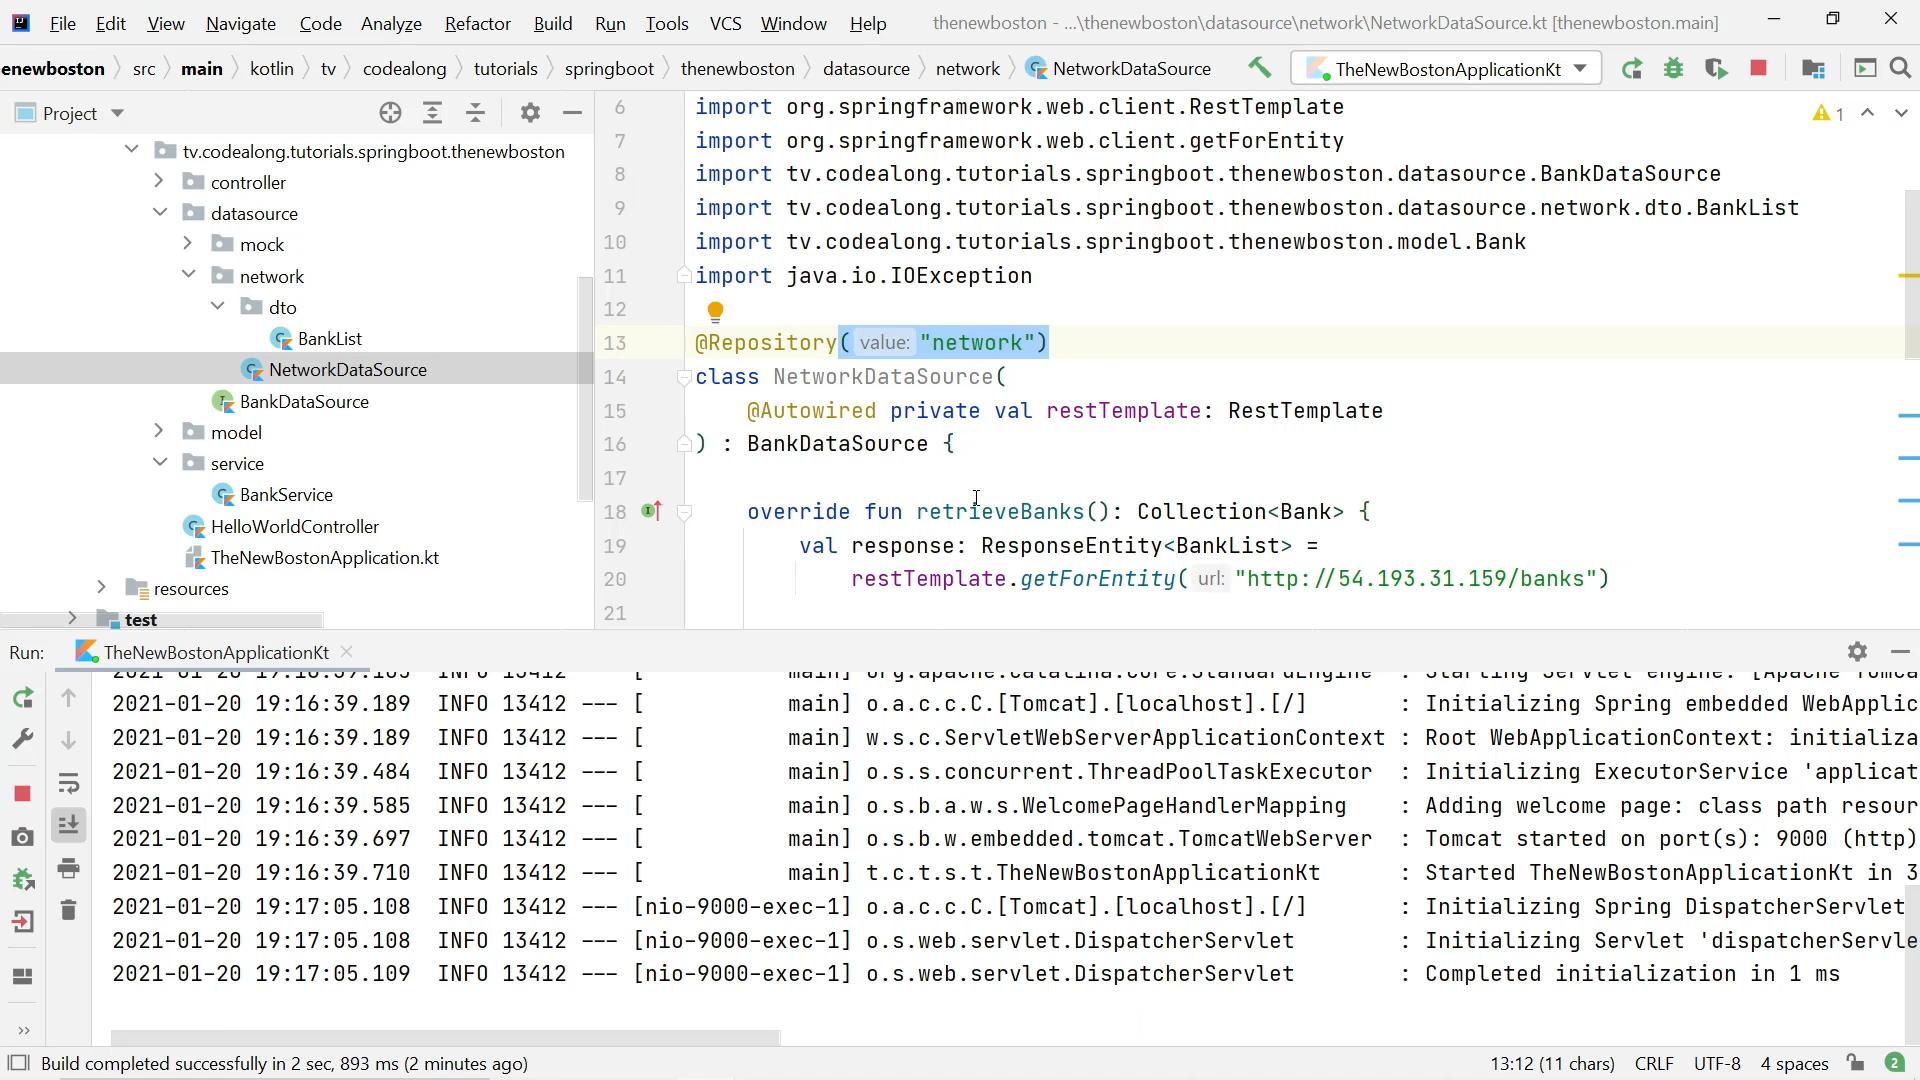 File Edit View Navigate Code Analyze Refactor Build Run Tools VCS Window Help thenewboston - ...\thenewboston\datasource\network\NetworkDataSource.kt [thenewboston.main]
enewboston src main kotlin tv codealong tutorials springboot thenewboston datasource network NetworkDataSource TheNewBostonApplicationKt
Project
tv.codealong.tutorials.springboot.thenewboston
controller
datasource
mock
network
dto
BankList
NetworkDataSource
BankDataSource
model
service
BankService
HelloWorldController
TheNewBostonApplication.kt
resources
test
1
6 import org.springframework.web.client.RestTemplate
7 import org.springframework.web.client.getForEntity
8 import tv.codealong.tutorials.springboot.thenewboston.datasource.BankDataSource
9 import tv.codealong.tutorials.springboot.thenewboston.datasource.network.dto.BankList
10 import tv.codealong.tutorials.springboot.thenewboston.model.Bank
11 import java.io.IOException
12
13 @Repository( value: "network")
14 class NetworkDataSource(
15 @Autowired private val restTemplate: RestTemplate
16 ) : BankDataSource {
17
18 override fun retrieveBanks(): Collection<Bank> {
19 val response: ResponseEntity<BankList> =
20 restTemplate.getForEntity( url: "http://54.193.31.159/banks")
21
Run: TheNewBostonApplicationKt
2021-01-20 19:16:39.189 INFO 13412 --- [ main] o.a.c.c.C.[Tomcat].[localhost].[/] : Initializing Spring embedded WebApplic
2021-01-20 19:16:39.189 INFO 13412 --- [ main] w.s.c.ServletWebServerApplicationContext : Root WebApplicationContext: initializa
2021-01-20 19:16:39.484 INFO 13412 --- [ main] o.s.s.concurrent.ThreadPoolTaskExecutor : Initializing ExecutorService 'applicat
2021-01-20 19:16:39.585 INFO 13412 --- [ main] o.s.b.a.w.s.WelcomePageHandlerMapping : Adding welcome page: class path resour
2021-01-20 19:16:39.697 INFO 13412 --- [ main] o.s.b.w.embedded.tomcat.TomcatWebServer : Tomcat started on port(s): 9000 (http)
2021-01-20 19:16:39.710 INFO 13412 --- [ main] t.c.t.s.t.TheNewBostonApplicationKt : Started TheNewBostonApplicationKt in 3
2021-01-20 19:17:05.108 INFO 13412 --- [nio-9000-exec-1] o.a.c.c.C.[Tomcat].[localhost].[/] : Initializing Spring DispatcherServlet
2021-01-20 19:17:05.108 INFO 13412 --- [nio-9000-exec-1] o.s.web.servlet.DispatcherServlet : Initializing Servlet 'dispatcherServle
2021-01-20 19:17:05.109 INFO 13412 --- [nio-9000-exec-1] o.s.web.servlet.DispatcherServlet : Completed initialization in 1 ms
Build completed successfully in 2 sec, 893 ms (2 minutes ago) 13:12 (11 chars) CRLF UTF-8 4 spaces 2